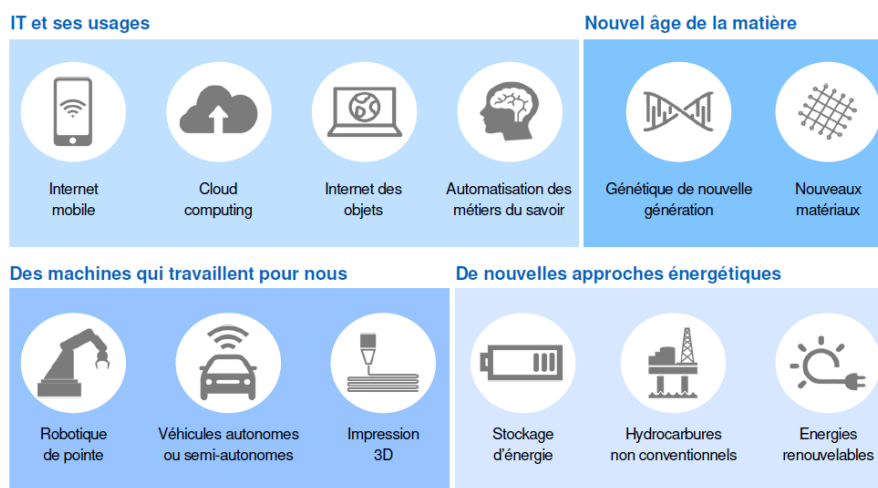 IT et ses usages
Nouvel âge de la matière
Internet
mobile
Cloud
computing
Internet des
objets
Automatisation des
métiers du savoir
Génétique de nouvelle
génération
Nouveaux
matériaux
Des machines qui travaillent pour nous
De nouvelles approches énergétiques
Robotique
de pointe
Véhicules autonomes
ou semi-autonomes
Impression
3D
Stockage
d'énergie
Hydrocarbures
non conventionnels
Energies
renouvelables